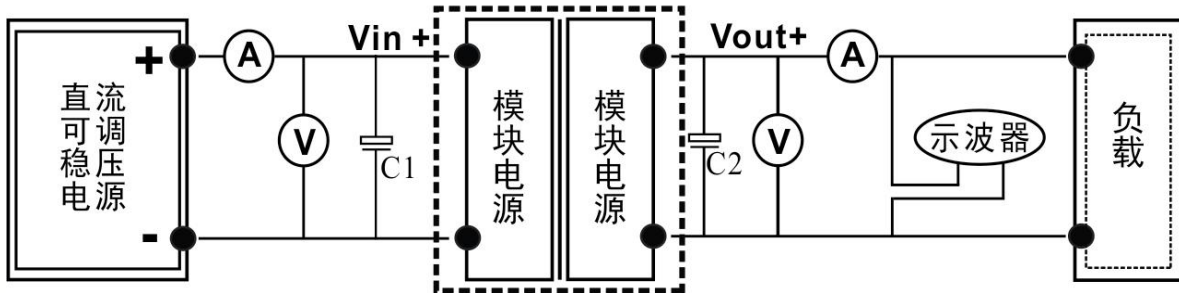 直流
可调
稳压
电源
+
-
A
V
C1
Vin +
模块电源
模块电源
Vout+
C2
V
A
示波器
负载